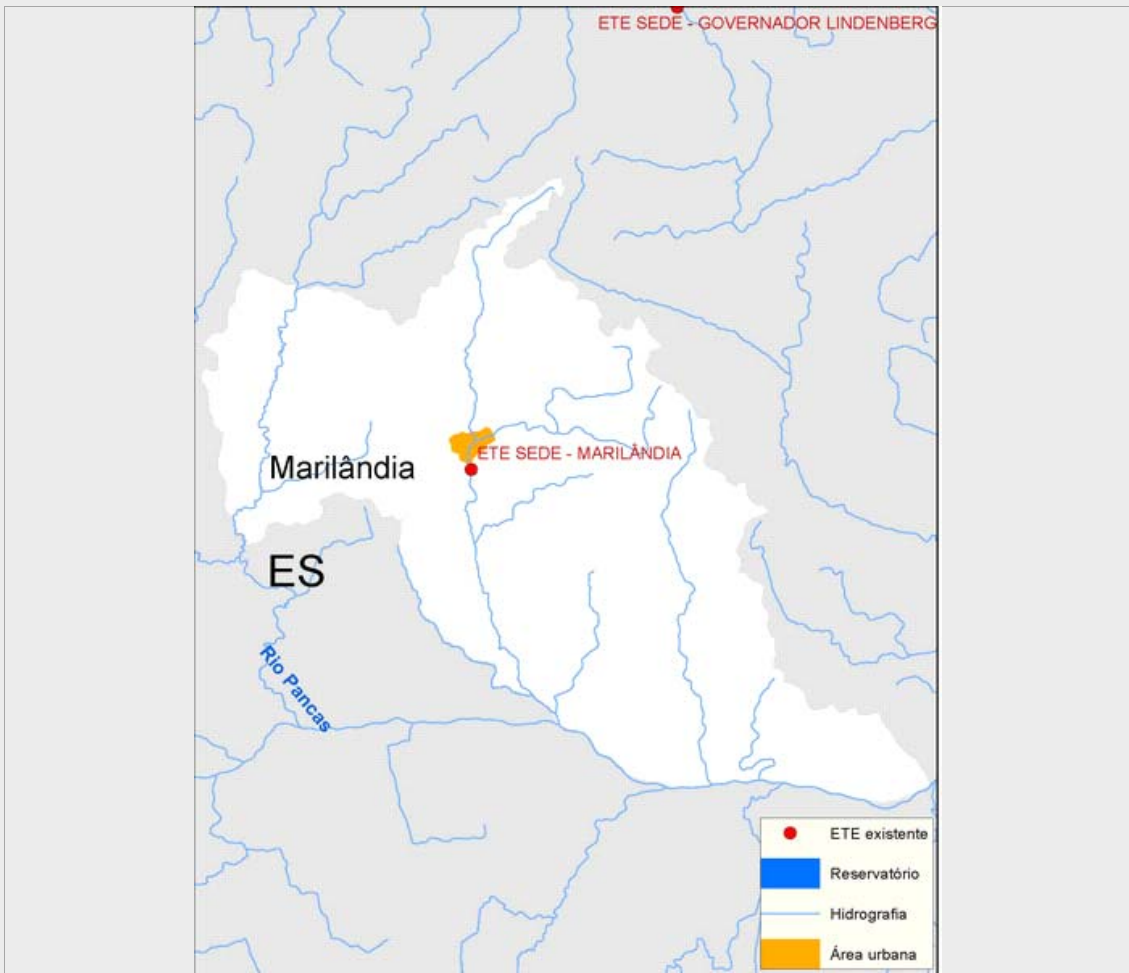 ETE SEDE - GOVERNADOR LINDENBERG
ETE SEDE - MARILÂNDIA
Marilândia
ES
Rio Pancas
ETE existente
Reservatório
Hidrografia
Área urbana